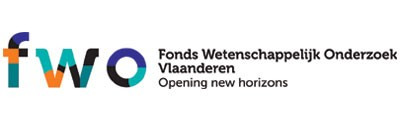 fwo
Fonds Wetenschappelijk Onderzoek
Vlaanderen
Opening new horizons